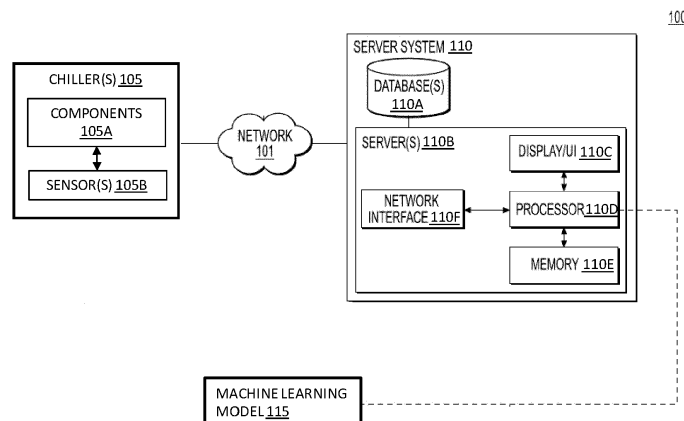 100
CHILLER(S) 105
COMPONENTS
105A
SENSOR(S) 105B
NETWORK
101
SERVER SYSTEM 110
DATABASE(S)
110A
SERVER(S) 110B
DISPLAY/UI 110C
NETWORK
INTERFACE 110F
PROCESSOR 110D
MEMORY 110E
MACHINE LEARNING
MODEL 115